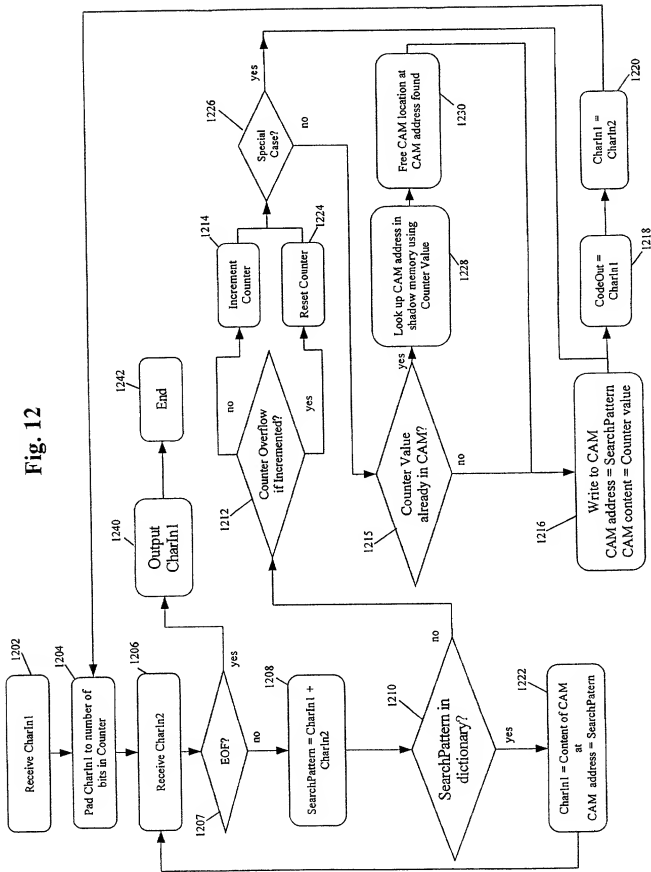 Fig. 12
1202
Receive CharIn1
1204
Pad CharIn1 to number of
bits in Counter
1206
Receive CharIn2
1207
EOF?
yes
no
1240
Output
CharIn1
1242
End
1208
SearchPattern = CharIn1 +
CharIn2
1210
SearchPattern in
dictionary?
no
yes
1222
CharIn1 = Content of CAM
at
CAM address = SearchPatern
1212
Counter Overflow
if Incremented?
no
yes
1214
Increment
Counter
1224
Reset Counter
1226
Special
Case?
yes
no
1215
Counter Value
already in CAM?
yes
no
1228
Look up CAM address in
shadow memory using
Counter Value
1230
Free CAM location at
CAM address found
1216
Write to CAM
CAM address = SearchPattern
CAM content = Counter value
1218
CodeOut =
CharIn1
1220
CharIn1 =
CharIn2